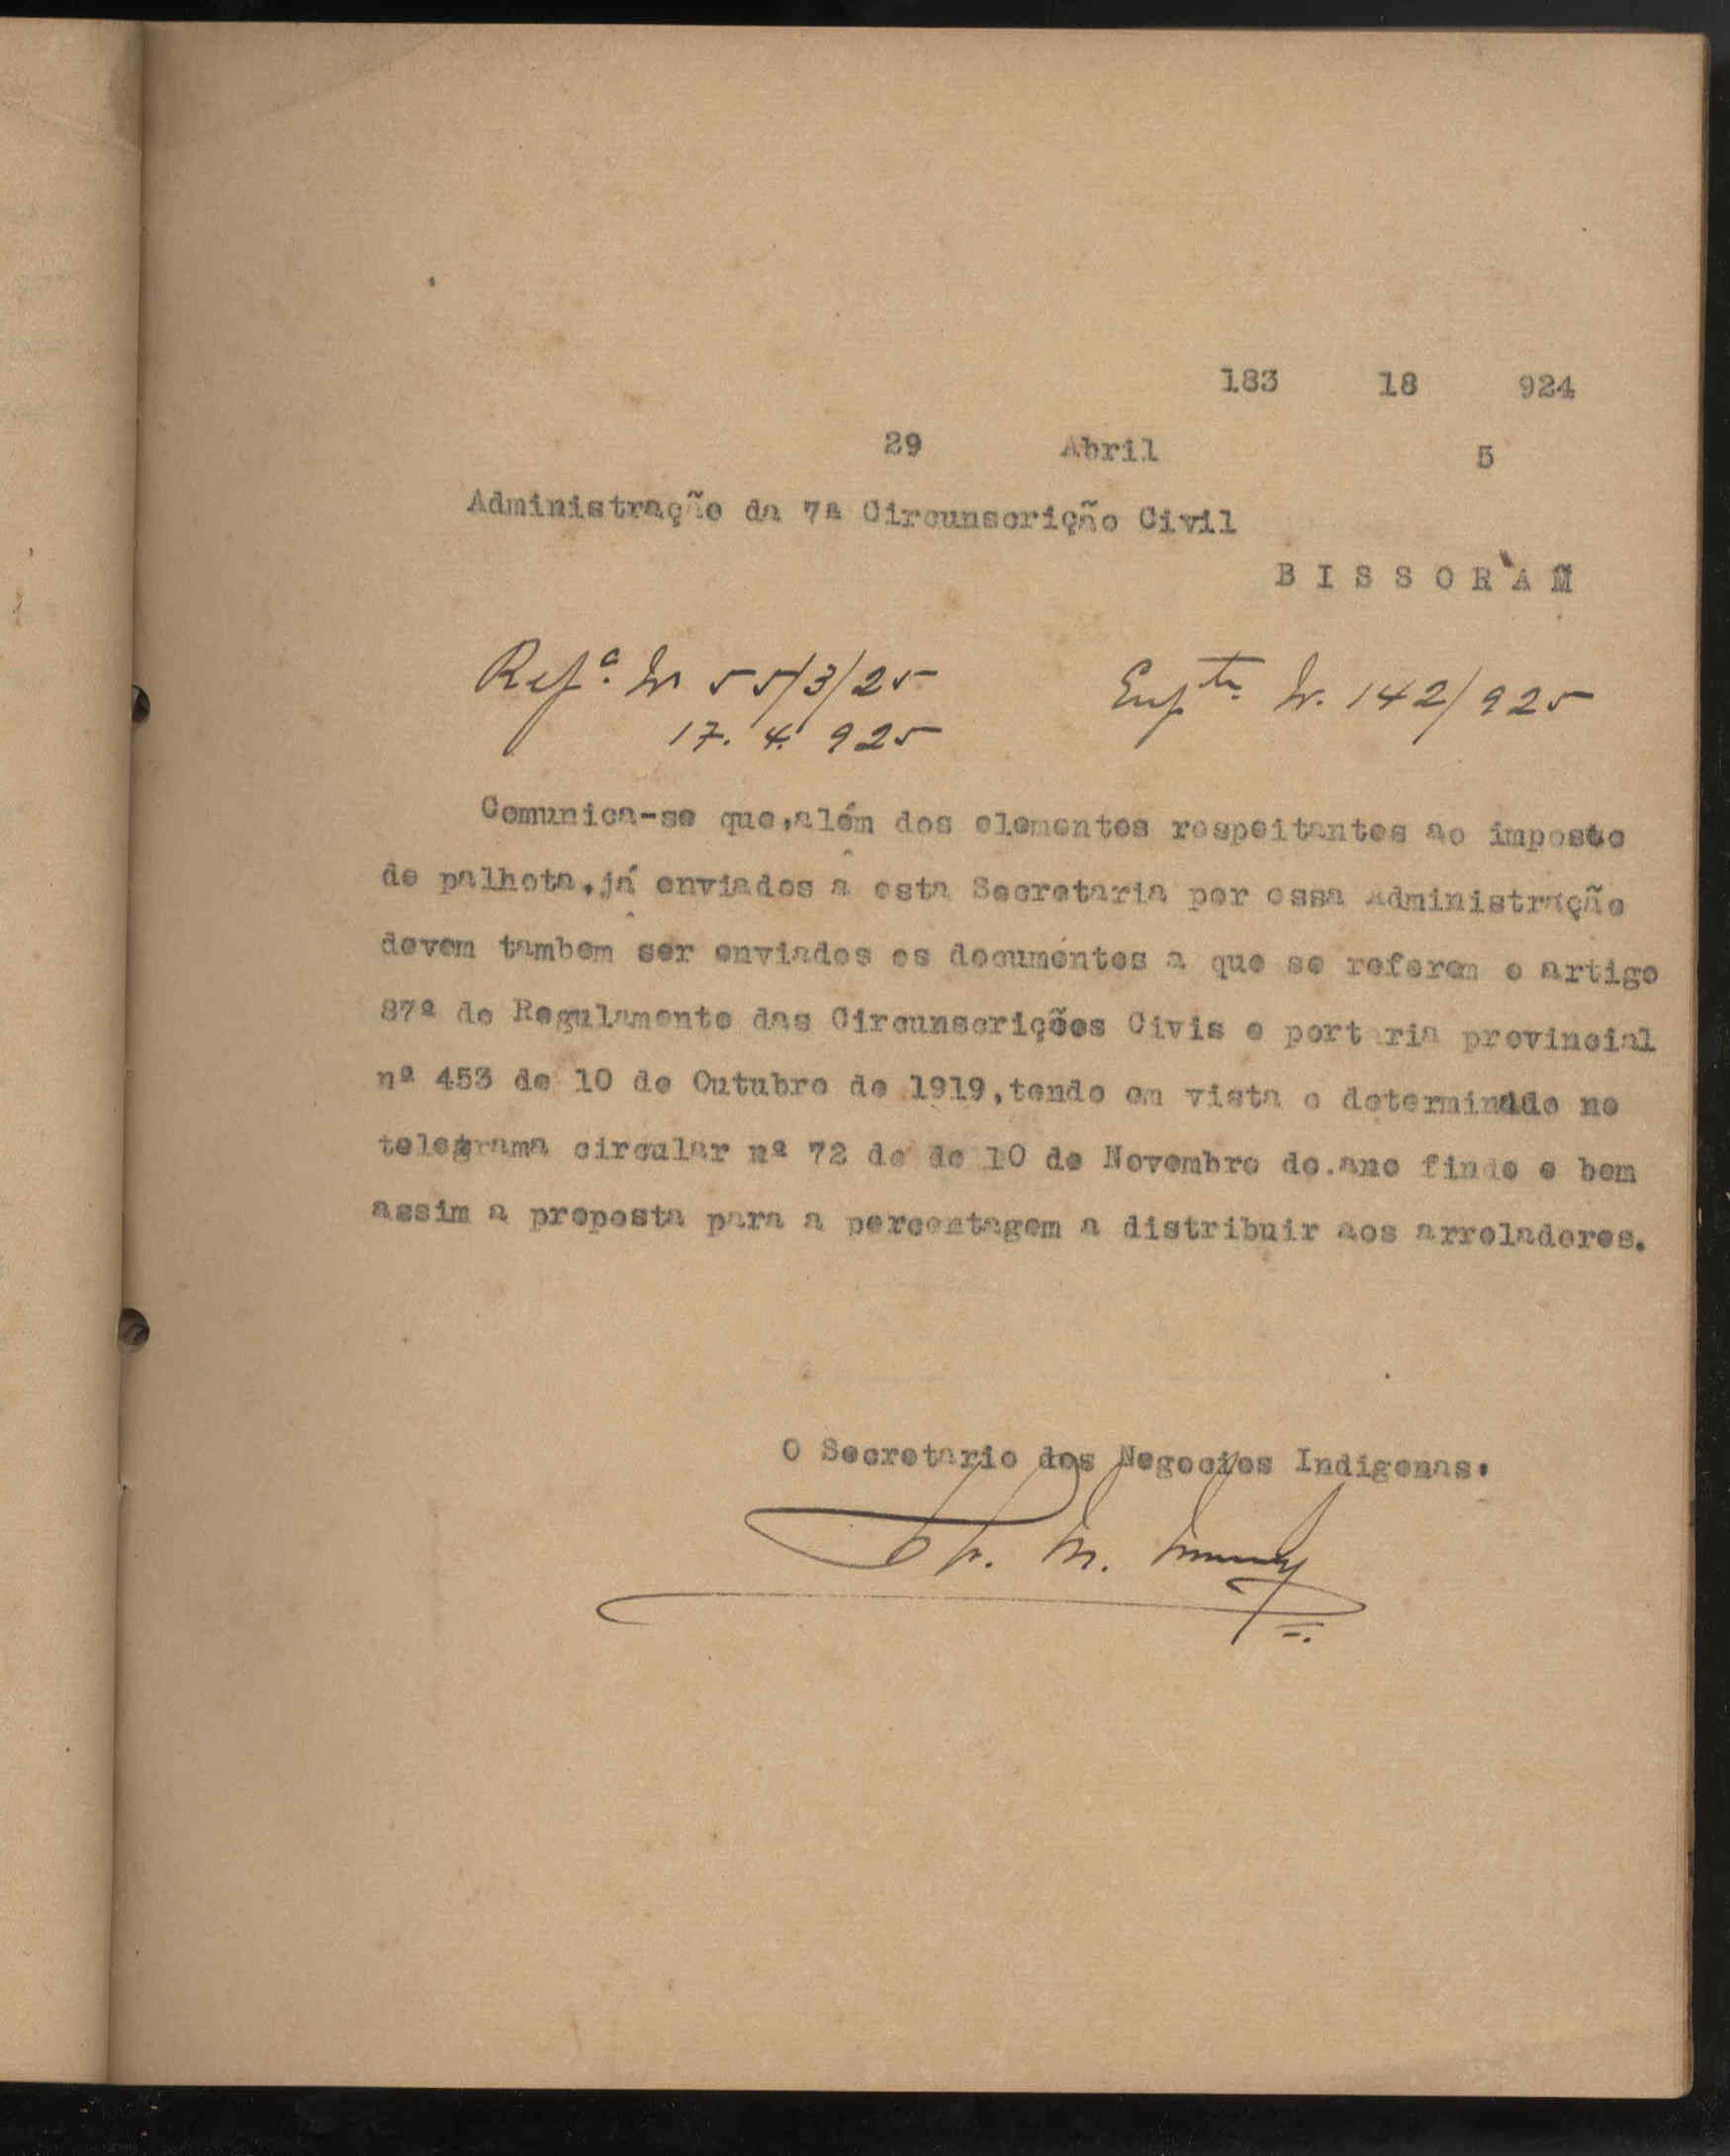 183 18 924
29 Abril 5
Administração da 7ª Circunscrição Civil
BISSORAM
Refª. Nº 55/3/25
17. 4. 925
Nº. 142/925
Comunica-se que,além dos elementos respeitantes ao imposto
de palhota,já enviados a esta Secretaria por essa Administração
devem tambem ser enviados os documentos a que se referem o artigo
87º do Regulamento das Circunscrições Civis e portaria provincial
nº 453 de 10 de Outubro de 1919,tendo em vista o determinado no
telegrama circular nº 72 de de 10 de Novembro do.ano findo e bem
assim a proposta para a percentagem a distribuir aos arroladores.
O Secretario dos Negocios Indigenas.